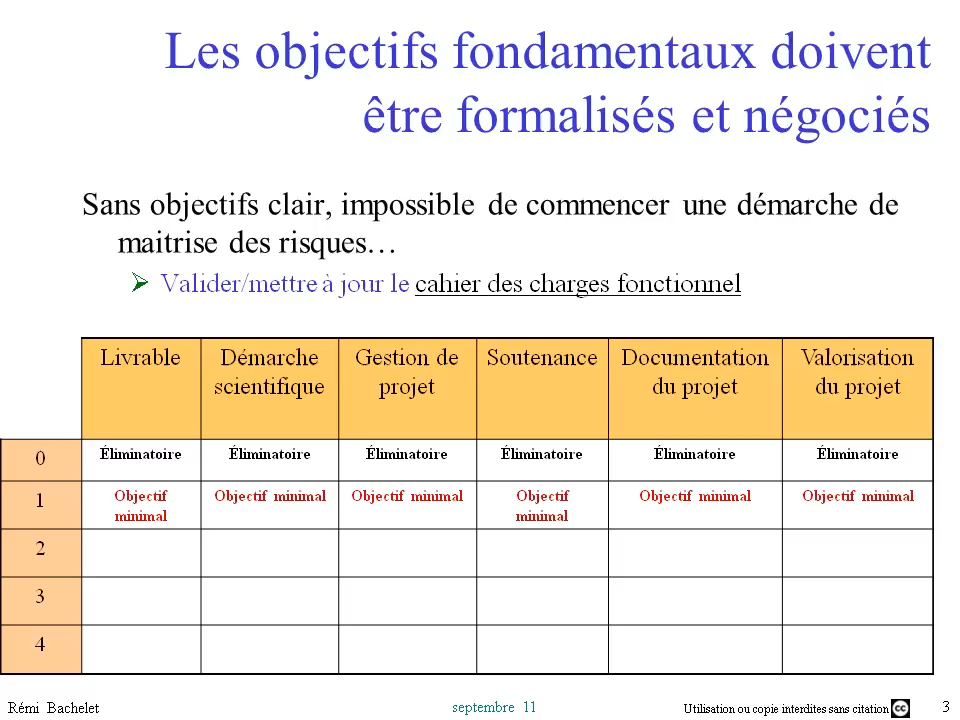 Les objectifs fondamentaux doivent
être formalisés et négociés
Sans objectifs clair, impossible de commencer une démarche de
maitrise des risques…
Valider/mettre à jour le cahier des charges fonctionnel
Livrable Démarche scientifique Gestion de projet Soutenance Documentation du projet Valorisation du projet
0 Éliminatoire Éliminatoire Éliminatoire Éliminatoire Éliminatoire Éliminatoire
1 Objectif minimal Objectif minimal Objectif minimal Objectif minimal Objectif minimal Objectif minimal
2
3
4
Rémi Bachelet septembre 11 Utilisation ou copie interdites sans citation cc 3